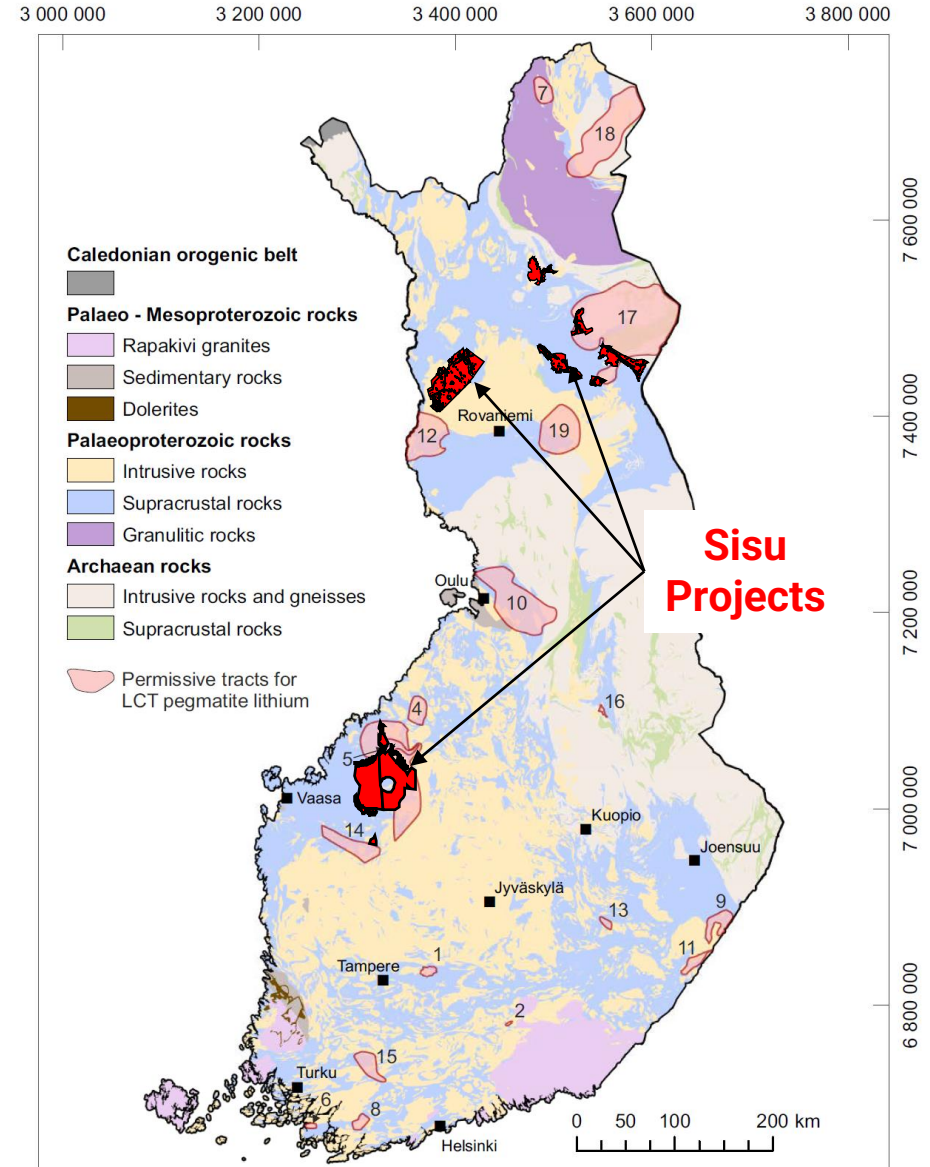 3 000 000
3 200 000
3 400 000
3 600 000
3 800 000
7
18
7 600 000
Caledonian orogenic belt
Palaeo - Mesoproterozoic rocks
Rapakivi granites
Sedimentary rocks
Dolerites
Palaeoproterozoic rocks
Intrusive rocks
Supracrustal rocks
Granulitic rocks
Archaean rocks
Intrusive rocks and gneisses
Supracrustal rocks
Permissive tracts for
LCT pegmatite lithium
17
Rovaniemi
12
19
7 400 000
Sisu
Projects
Oulu
10
7 200 000
4
16
5
Vaasa
7 000 000
14
Kuopio
Joensuu
Jyväskylä
13
9
11
1
Tampere
2
6 800 000
15
Turku
6
8
Helsinki
0
50
100
200 km